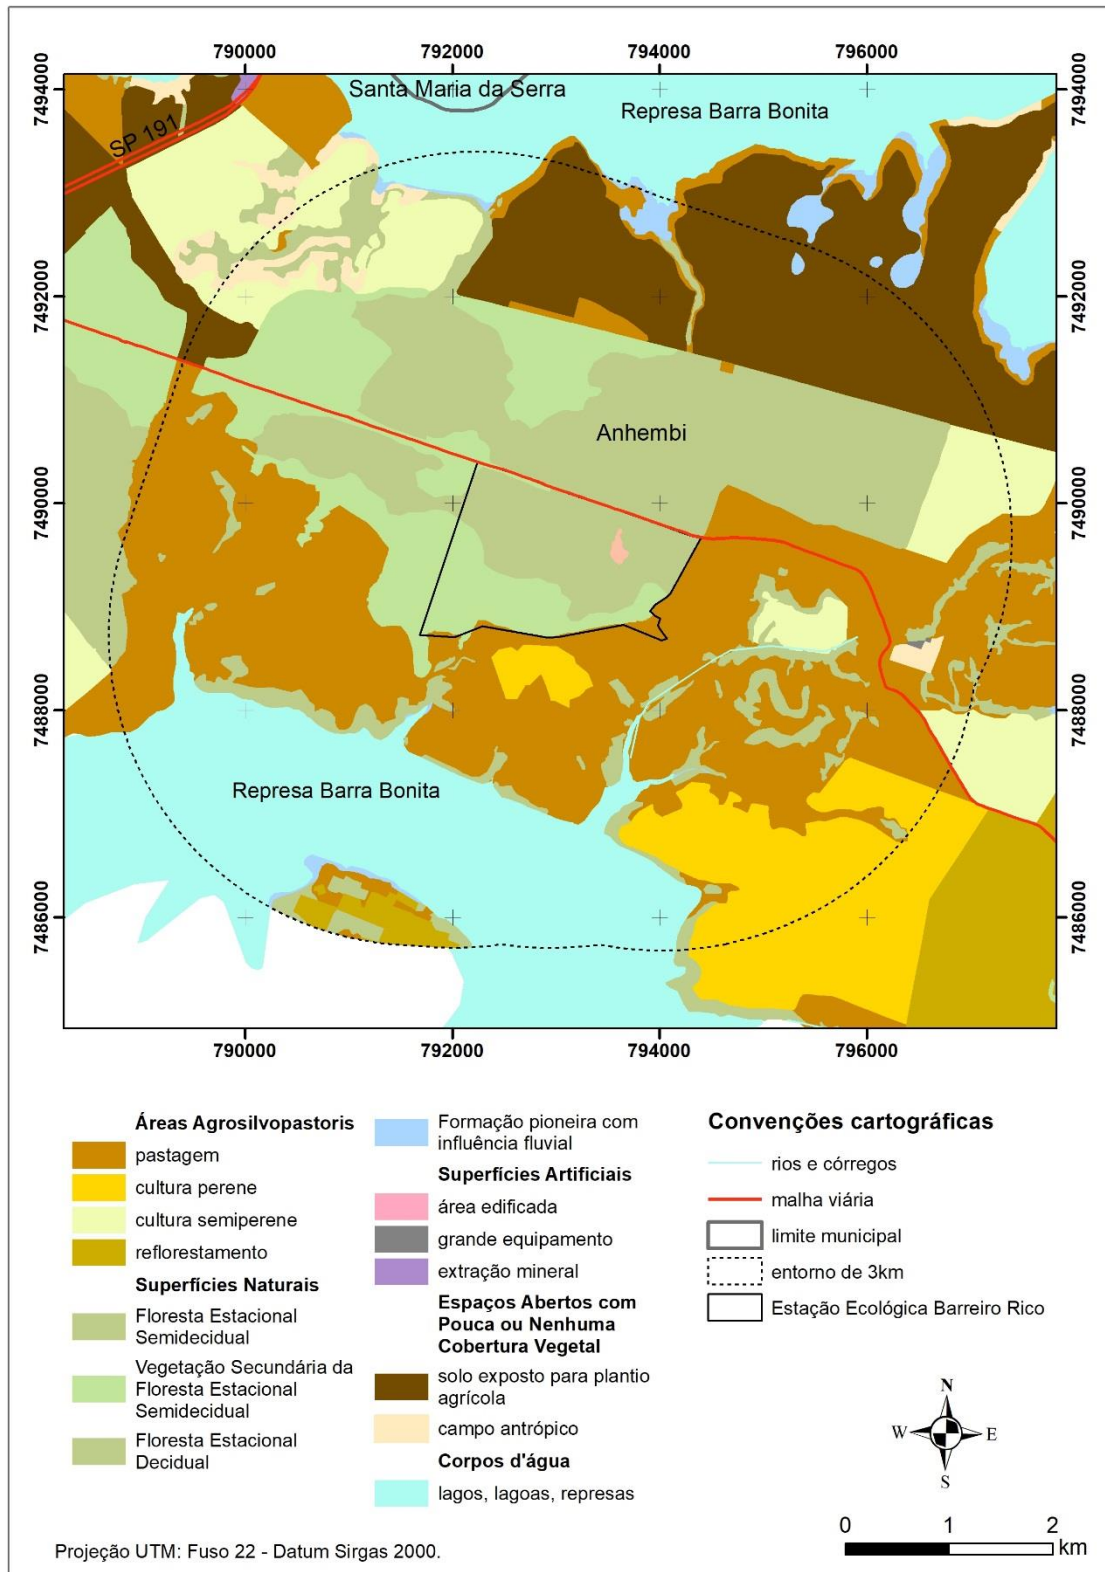 790000 792000 794000 796000
7494000 7494000
Santa Maria da Serra
Represa Barra Bonita
SP 191
7492000 7492000
Anhembi
7490000 7490000
7488000 7488000
Represa Barra Bonita
7486000 7486000
790000 792000 794000 796000
Áreas Agrosilvopastoris
pastagem
cultura perene
cultura semiperene
reflorestamento
Superfícies Naturais
Floresta Estacional
Semidecidual
Vegetação Secundária da
Floresta Estacional
Semidecidual
Floresta Estacional
Decidual
Formação pioneira com
influência fluvial
Superfícies Artificiais
área edificada
grande equipamento
extração mineral
Espaços Abertos com
Pouca ou Nenhuma
Cobertura Vegetal
solo exposto para plantio
agrícola
campo antrópico
Corpos d'água
lagos, lagoas, represas
Convenções cartográficas
rios e córregos
malha viária
limite municipal
entorno de 3km
Estação Ecológica Barreiro Rico
N
W E
S
0 1 2
km
Projeção UTM: Fuso 22 - Datum Sirgas 2000.